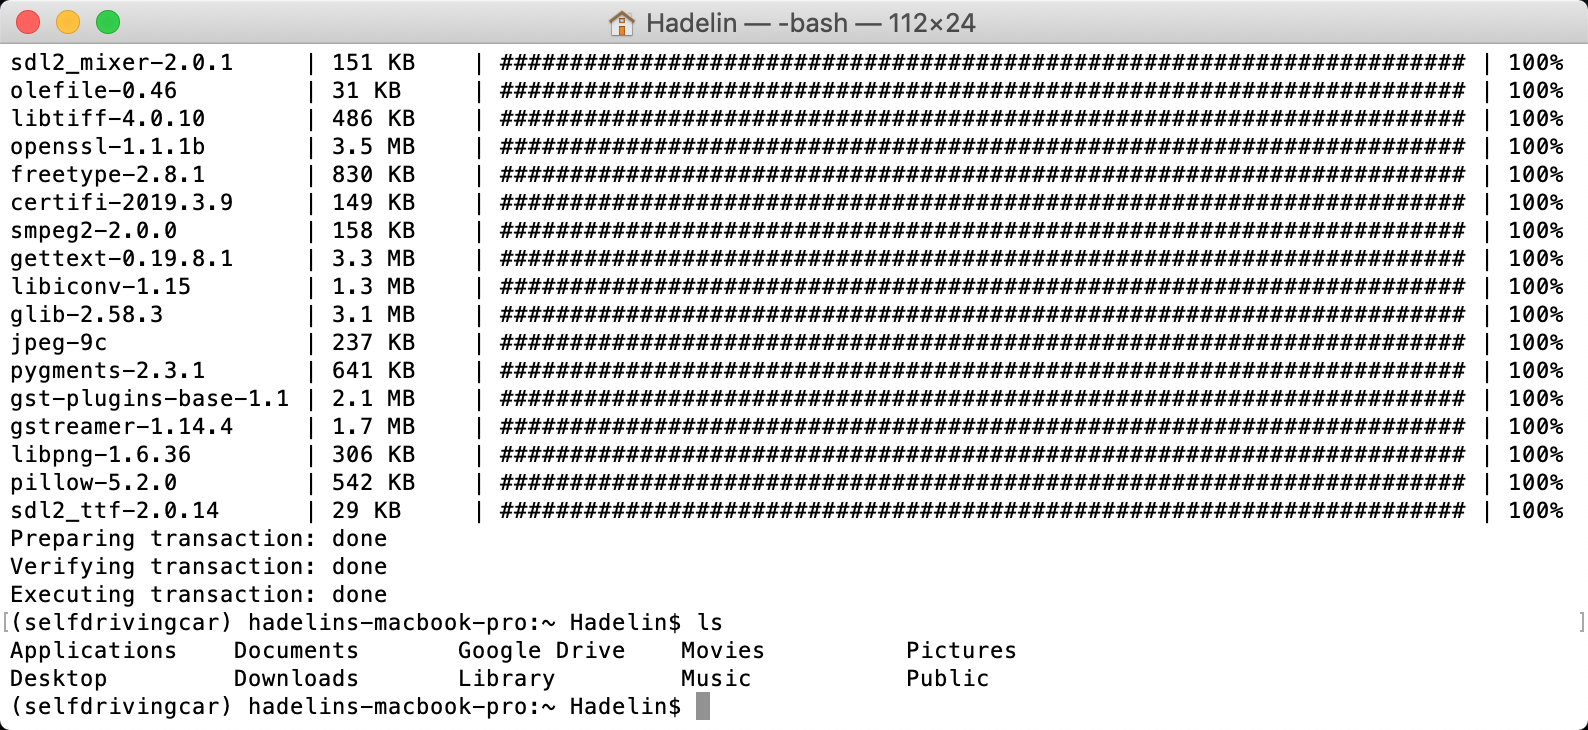 Hadelin — -bash — 112×24
sdl2_mixer-2.0.1     | 151 KB    | ##################################################################### | 100%
olefile-0.46         | 31 KB     | ##################################################################### | 100%
libtiff-4.0.10       | 486 KB    | ##################################################################### | 100%
openssl-1.1.1b       | 3.5 MB    | ##################################################################### | 100%
freetype-2.8.1       | 830 KB    | ##################################################################### | 100%
certifi-2019.3.9     | 149 KB    | ##################################################################### | 100%
smpeg2-2.0.0         | 158 KB    | ##################################################################### | 100%
gettext-0.19.8.1     | 3.3 MB    | ##################################################################### | 100%
libiconv-1.15        | 1.3 MB    | ##################################################################### | 100%
glib-2.58.3          | 3.1 MB    | ##################################################################### | 100%
jpeg-9c              | 237 KB    | ##################################################################### | 100%
pygments-2.3.1       | 641 KB    | ##################################################################### | 100%
gst-plugins-base-1.1 | 2.1 MB    | ##################################################################### | 100%
gstreamer-1.14.4     | 1.7 MB    | ##################################################################### | 100%
libpng-1.6.36        | 306 KB    | ##################################################################### | 100%
pillow-5.2.0         | 542 KB    | ##################################################################### | 100%
sdl2_ttf-2.0.14      | 29 KB     | ##################################################################### | 100%
Preparing transaction: done
Verifying transaction: done
Executing transaction: done
[(selfdrivingcar) hadelins-macbook-pro:~ Hadelin$ ls ]
Applications    Documents       Google Drive    Movies          Pictures
Desktop         Downloads       Library         Music           Public
(selfdrivingcar) hadelins-macbook-pro:~ Hadelin$